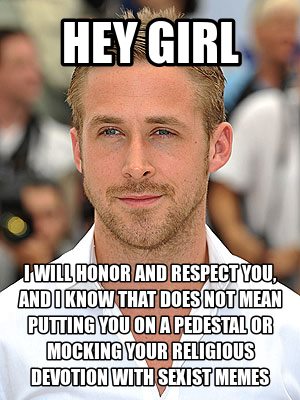 HEY GIRL
I WILL HONOR AND RESPECT YOU,
AND I KNOW THAT DOES NOT MEAN
PUTTING YOU ON A PEDESTAL OR
MOCKING YOUR RELIGIOUS
DEVOTION WITH SEXIST MEMES